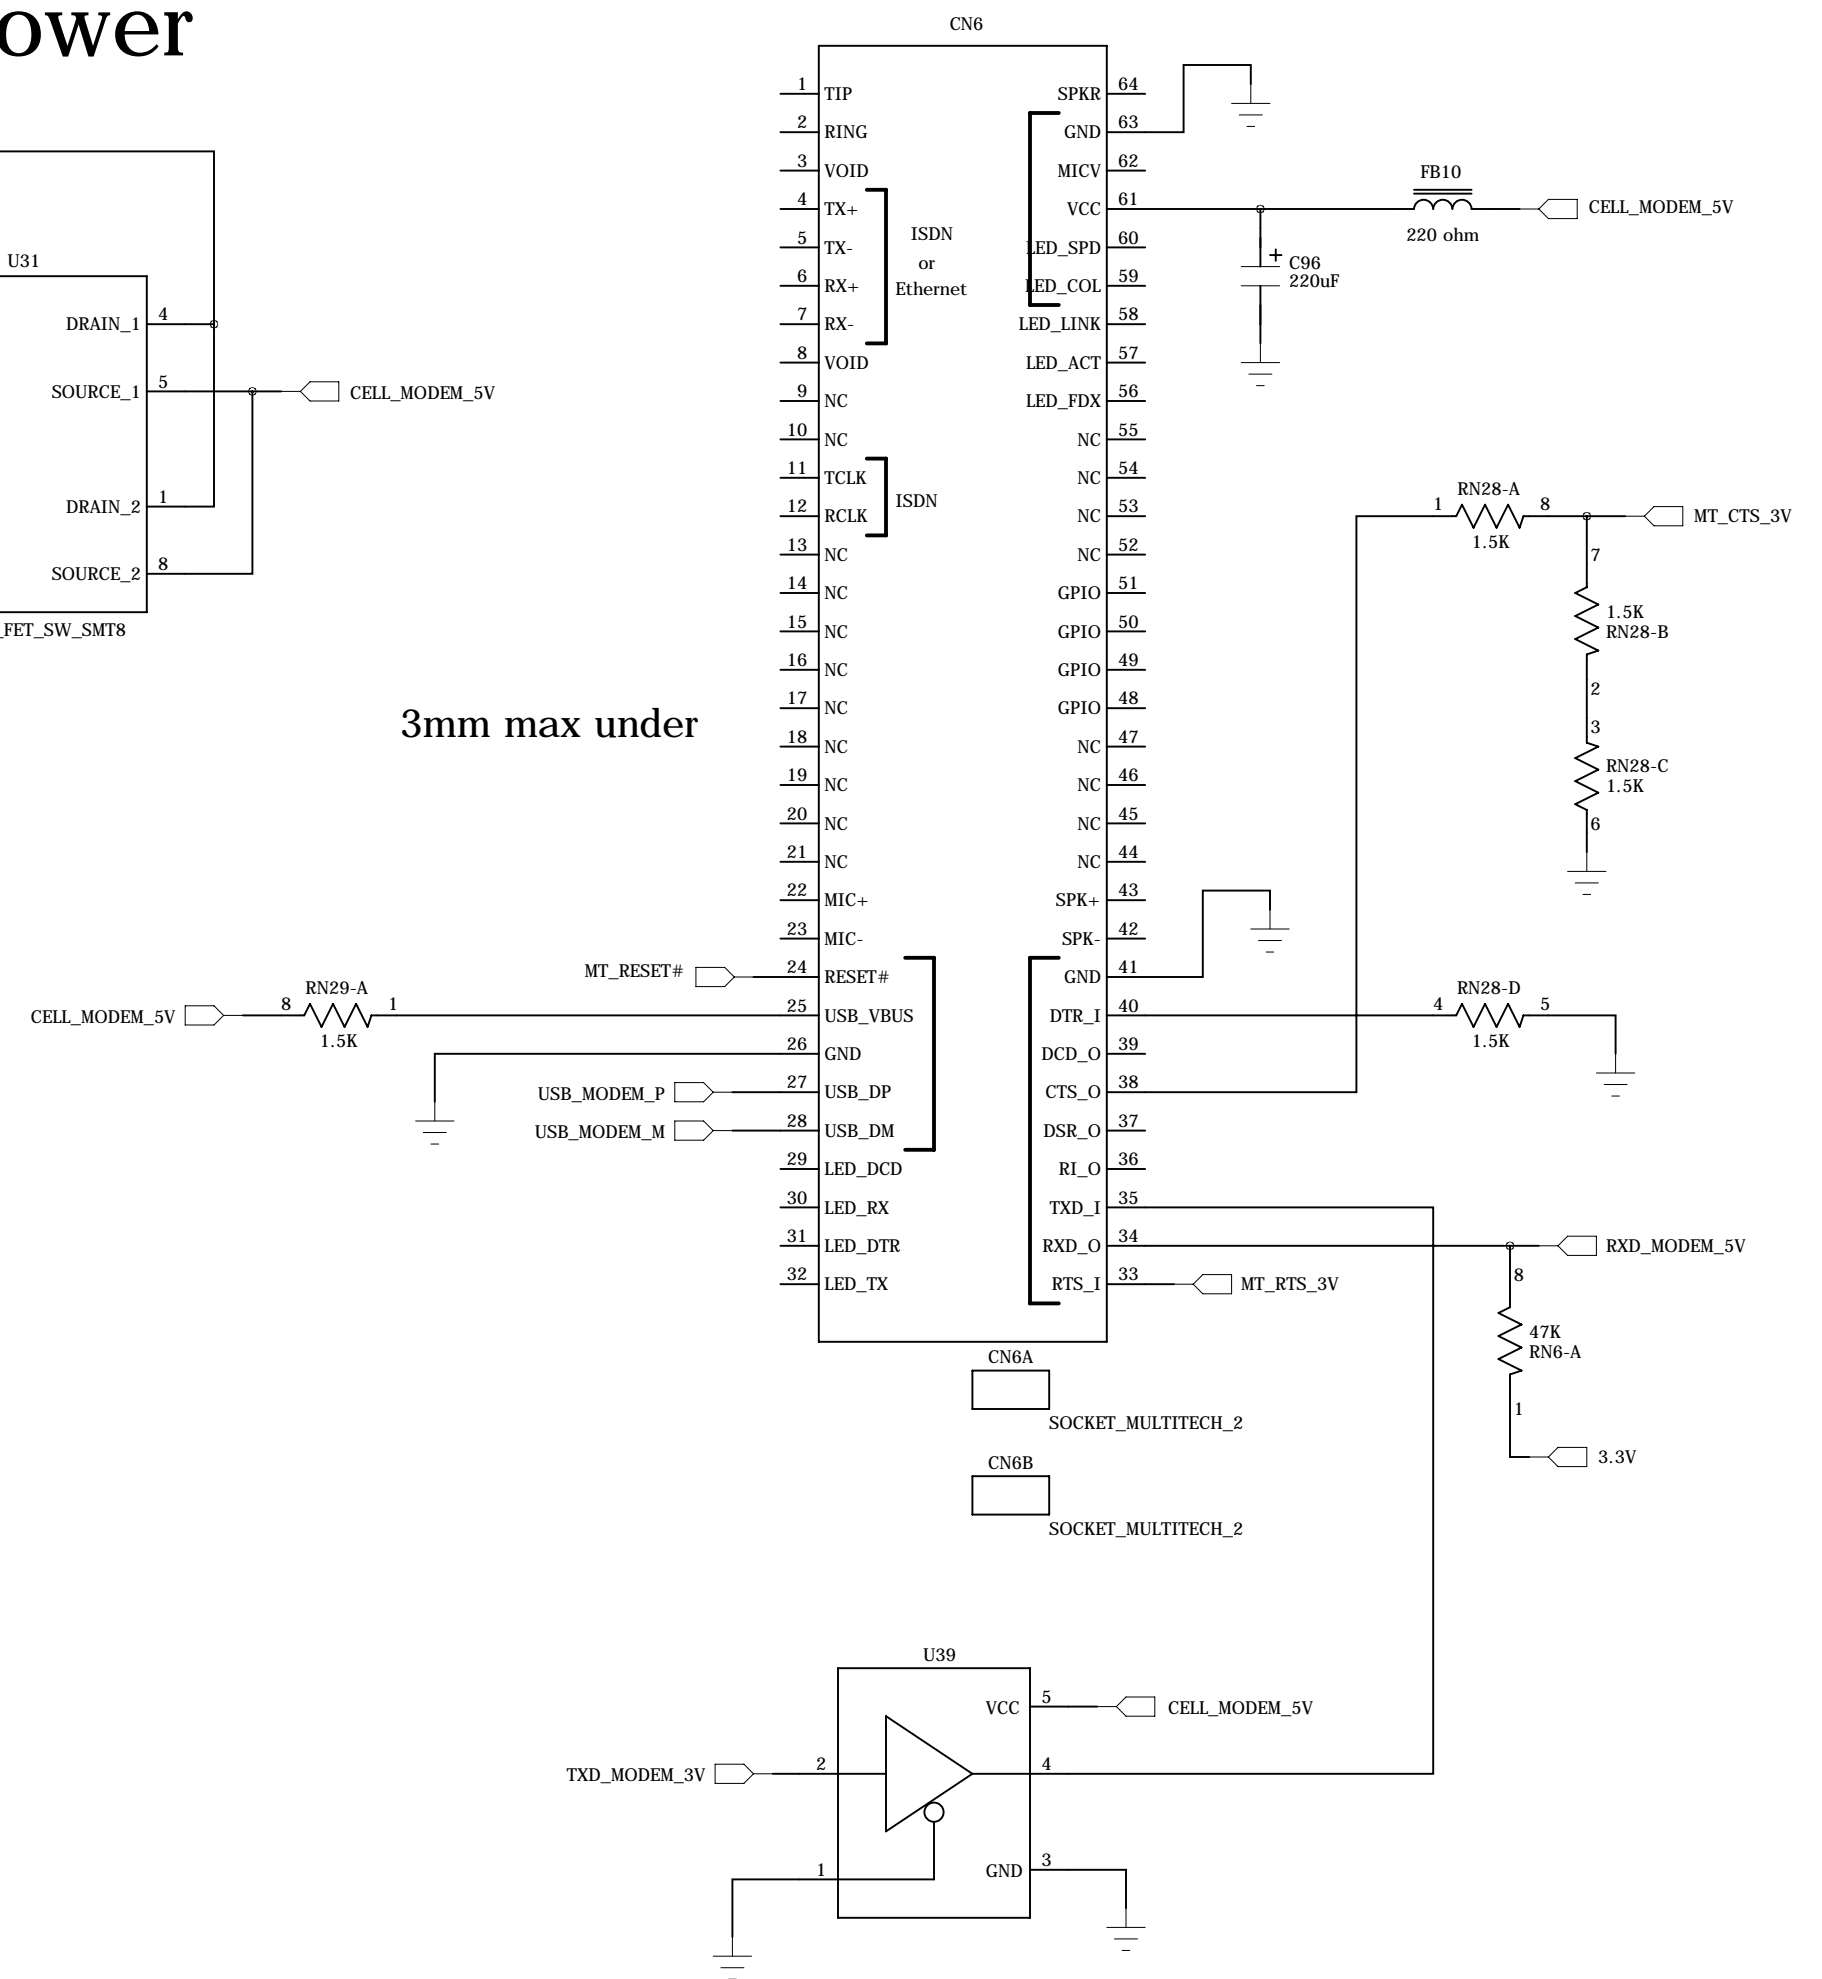 ower
U31
DRAIN_1 4
SOURCE_1 5
CELL_MODEM_5V
DRAIN_2 1
SOURCE_2 8
_FET_SW_SMT8
3mm max under
CN6
1 TIP
2 RING
3 VOID
4 TX+
5 TX-
6 RX+
7 RX-
8 VOID
9 NC
10 NC
11 TCLK
12 RCLK
13 NC
14 NC
15 NC
16 NC
17 NC
18 NC
19 NC
20 NC
21 NC
22 MIC+
23 MIC-
24 RESET#
25 USB_VBUS
26 GND
27 USB_DP
28 USB_DM
29 LED_DCD
30 LED_RX
31 LED_DTR
32 LED_TX
ISDN
or
Ethernet
ISDN
SPKR 64
GND 63
MICV 62
VCC 61
LED_SPD 60
LED_COL 59
LED_LINK 58
LED_ACT 57
LED_FDX 56
NC 55
NC 54
NC 53
NC 52
GPIO 51
GPIO 50
GPIO 49
GPIO 48
NC 47
NC 46
NC 45
NC 44
SPK+ 43
SPK- 42
GND 41
DTR_I 40
DCD_O 39
CTS_O 38
DSR_O 37
RI_O 36
TXD_I 35
RXD_O 34
RTS_I 33
MT_RESET#
CELL_MODEM_5V
8 RN29-A 1
1.5K
USB_MODEM_P
USB_MODEM_M
FB10
220 ohm
CELL_MODEM_5V
+ C96
220uF
RN28-A
1 8
1.5K
MT_CTS_3V
7
1.5K
RN28-B
2
3
RN28-C
1.5K
6
RN28-D
4 5
1.5K
RXD_MODEM_5V
MT_RTS_3V
8
47K
RN6-A
1
3.3V
CN6A
SOCKET_MULTITECH_2
CN6B
SOCKET_MULTITECH_2
U39
VCC 5
CELL_MODEM_5V
TXD_MODEM_3V
2 4
1
GND 3